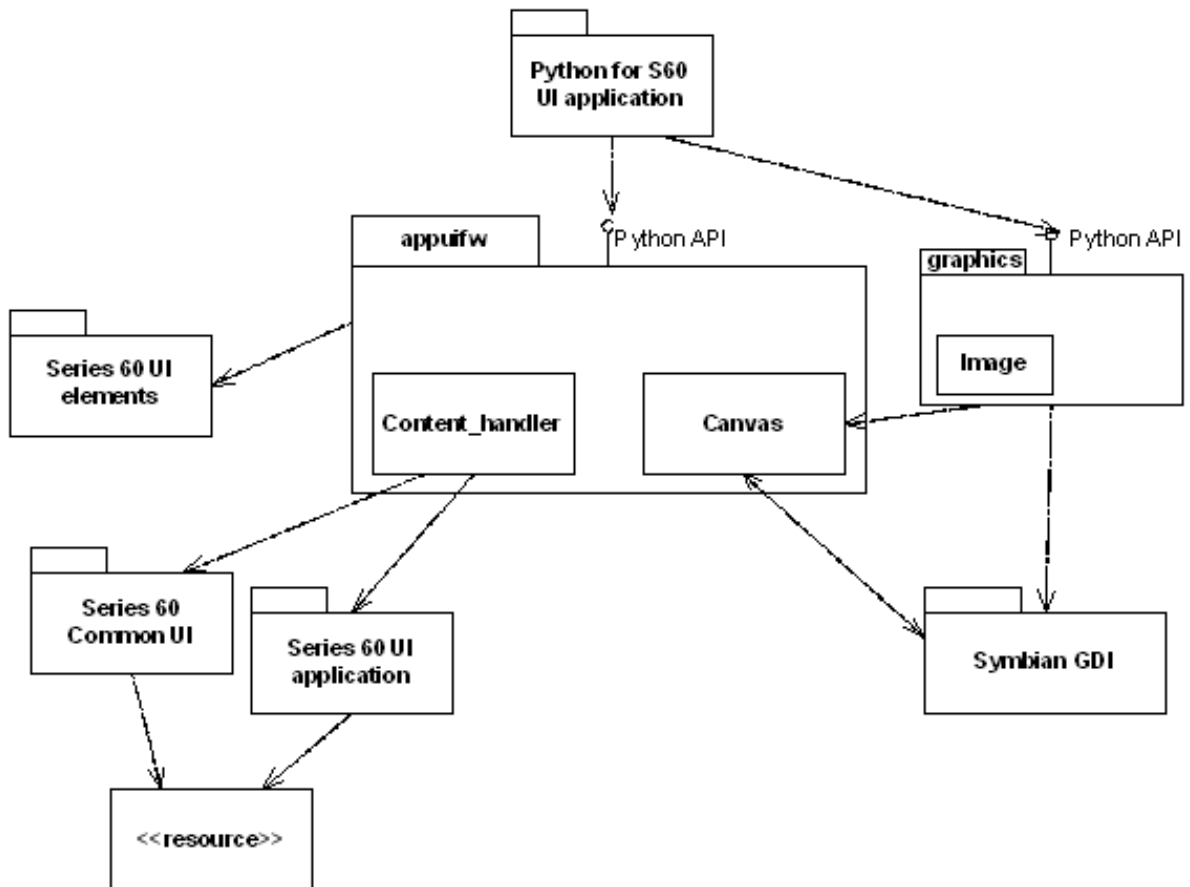 Python for S60
UI application
appuifw
Python API
Python API
graphics
Series 60 UI
elements
Image
Content_handler
Canvas
Series 60
Common UI
Series 60 UI
application
Symbian GDI
<<resource>>